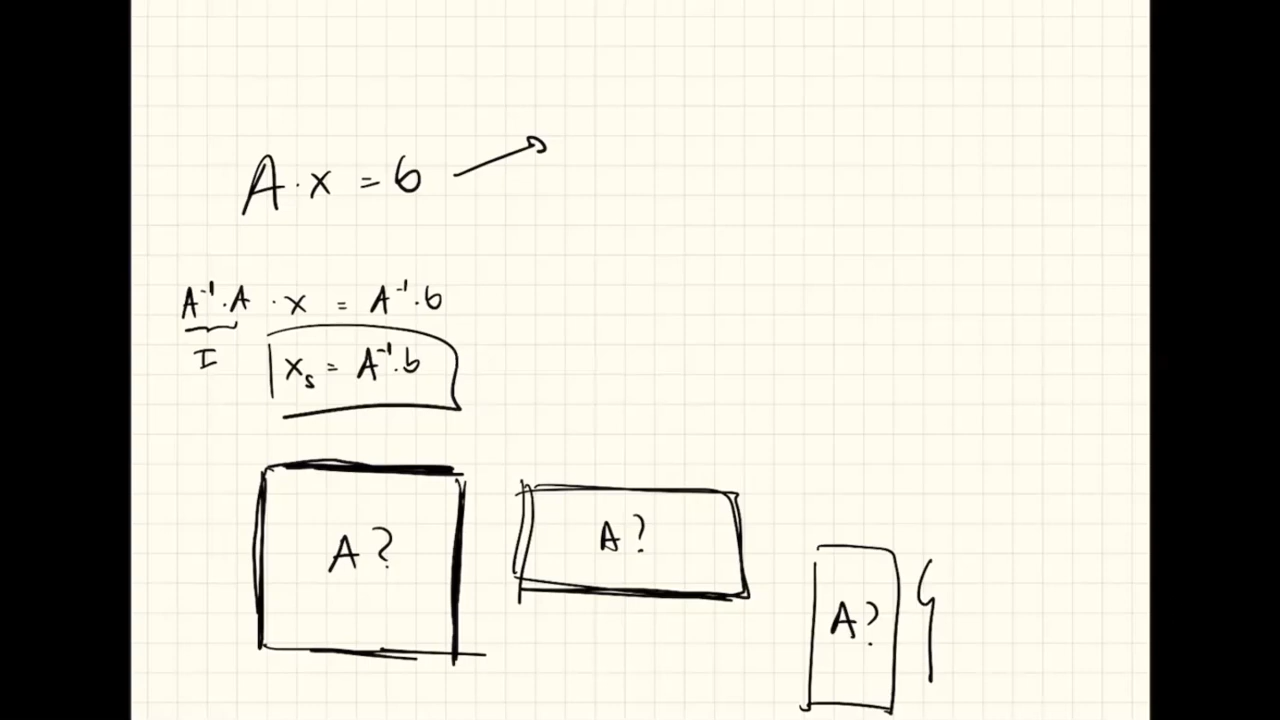 A · x = b
A⁻¹ · A · x = A⁻¹ · b
I
xₛ = A⁻¹ · b
A ?
A ?
A ?